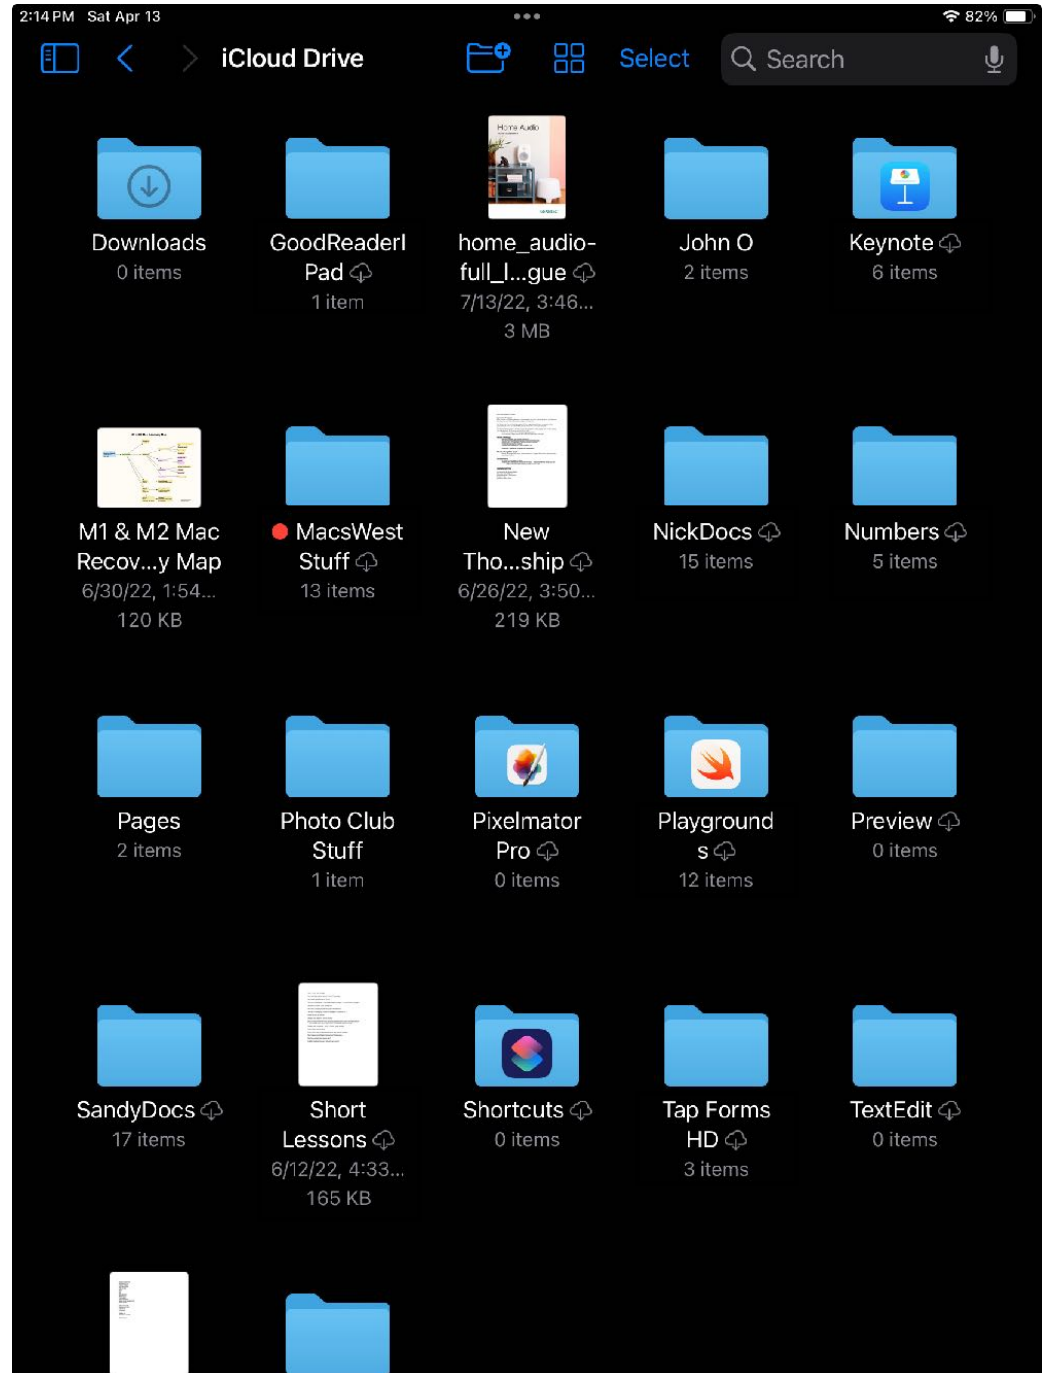 2:14 PM Sat Apr 13
82%
iCloud Drive
Select
Search
Home Audio
Downloads
0 items
GoodReaderI
Pad
1 item
home_audio-
full_l...gue
7/13/22, 3:46...
3 MB
John O
2 items
Keynote
6 items
M1 & M2 Mac
Recov...y Map
6/30/22, 1:54...
120 KB
MacsWest
Stuff
13 items
New
Tho...ship
6/26/22, 3:50...
219 KB
NickDocs
15 items
Numbers
5 items
Pages
2 items
Photo Club
Stuff
1 item
Pixelmator
Pro
0 items
Playground
s
12 items
Preview
0 items
SandyDocs
17 items
Short
Lessons
6/12/22, 4:33...
165 KB
Shortcuts
0 items
Tap Forms
HD
3 items
TextEdit
0 items